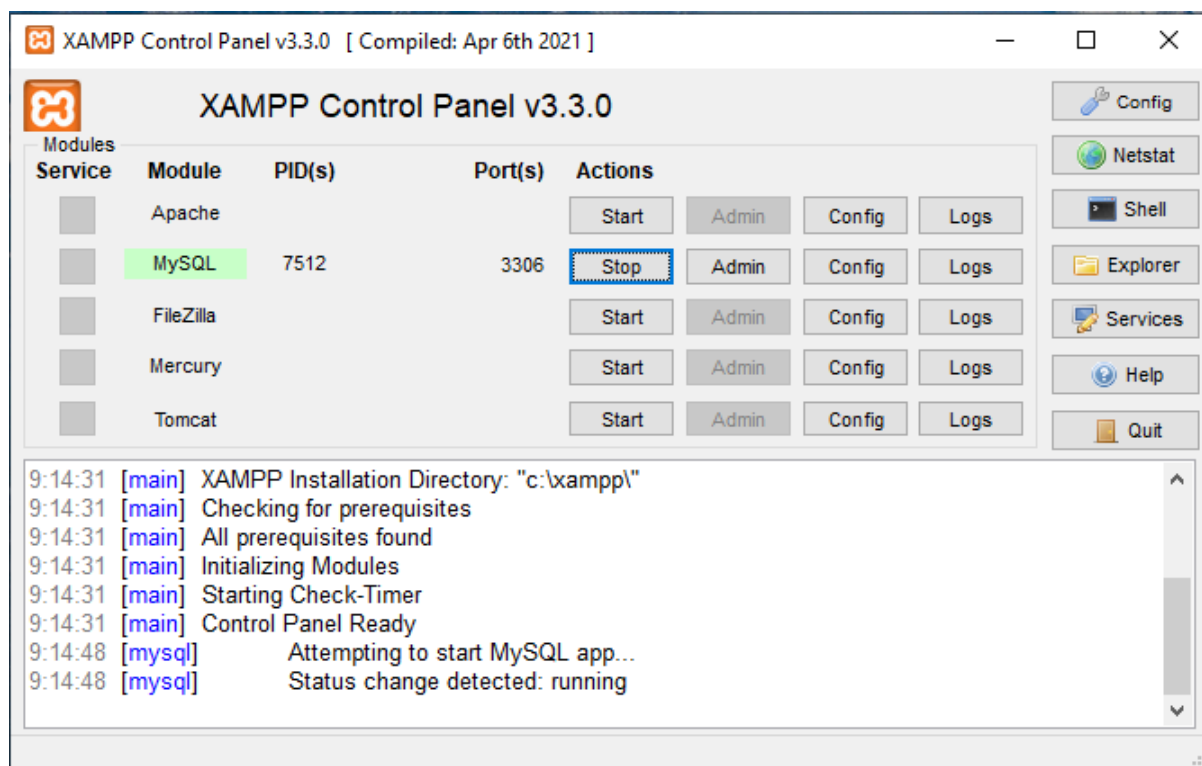 XAMPP Control Panel v3.3.0 [ Compiled: Apr 6th 2021 ]
XAMPP Control Panel v3.3.0
Config
Modules
Service Module PID(s) Port(s) Actions
Netstat
Apache Start Admin Config Logs
Shell
MySQL 7512 3306 Stop Admin Config Logs
Explorer
FileZilla Start Admin Config Logs
Services
Mercury Start Admin Config Logs
Help
Tomcat Start Admin Config Logs
Quit
9:14:31 [main] XAMPP Installation Directory: "c:\xampp\"
9:14:31 [main] Checking for prerequisites
9:14:31 [main] All prerequisites found
9:14:31 [main] Initializing Modules
9:14:31 [main] Starting Check-Timer
9:14:31 [main] Control Panel Ready
9:14:48 [mysql] Attempting to start MySQL app...
9:14:48 [mysql] Status change detected: running